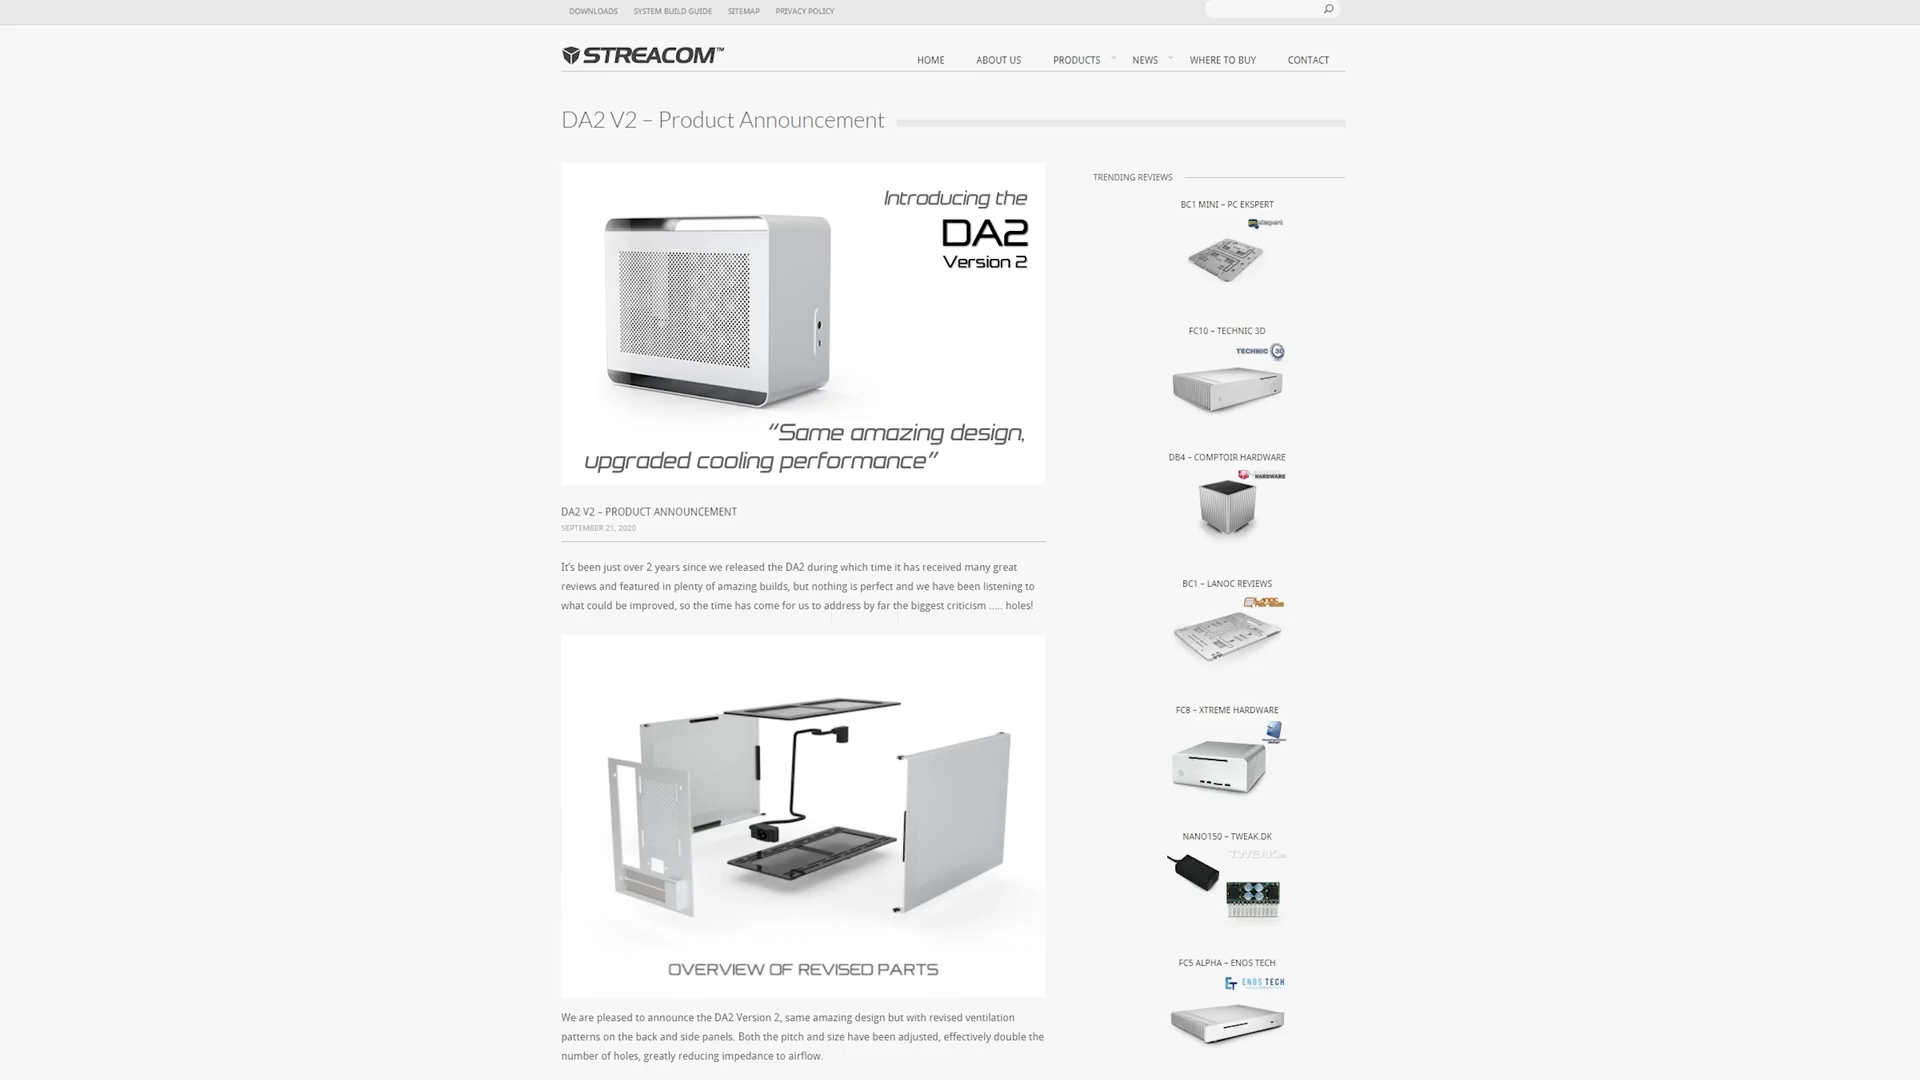 DOWNLOADS SYSTEM BUILD GUIDE SITEMAP PRIVACY POLICY
STREACOM™
HOME ABOUT US PRODUCTS NEWS WHERE TO BUY CONTACT
DA2 V2 – Product Announcement
Introducing the
DA2
Version 2
"Same amazing design,
upgraded cooling performance"
DA2 V2 – PRODUCT ANNOUNCEMENT
SEPTEMBER 21, 2020
It's been just over 2 years since we released the DA2 during which time it has received many great
reviews and featured in plenty of amazing builds, but nothing is perfect and we have been listening to
what could be improved, so the time has come for us to address by far the biggest criticism ..... holes!
OVERVIEW OF REVISED PARTS
We are pleased to announce the DA2 Version 2, same amazing design but with revised ventilation
patterns on the back and side panels. Both the pitch and size have been adjusted, effectively double the
number of holes, greatly reducing impedance to airflow.
TRENDING REVIEWS
BC1 MINI – PC EKSPERT
FC10 – TECHNIC 3D
TECHNIC 3D
DB4 – COMPTOIR HARDWARE
HARDWARE
BC1 – LANOC REVIEWS
LANOC
REVIEWS
FC8 – XTREME HARDWARE
NANO150 – TWEAK.DK
TWEAK
FC5 ALPHA – ENOS TECH
ET ENOS TECH